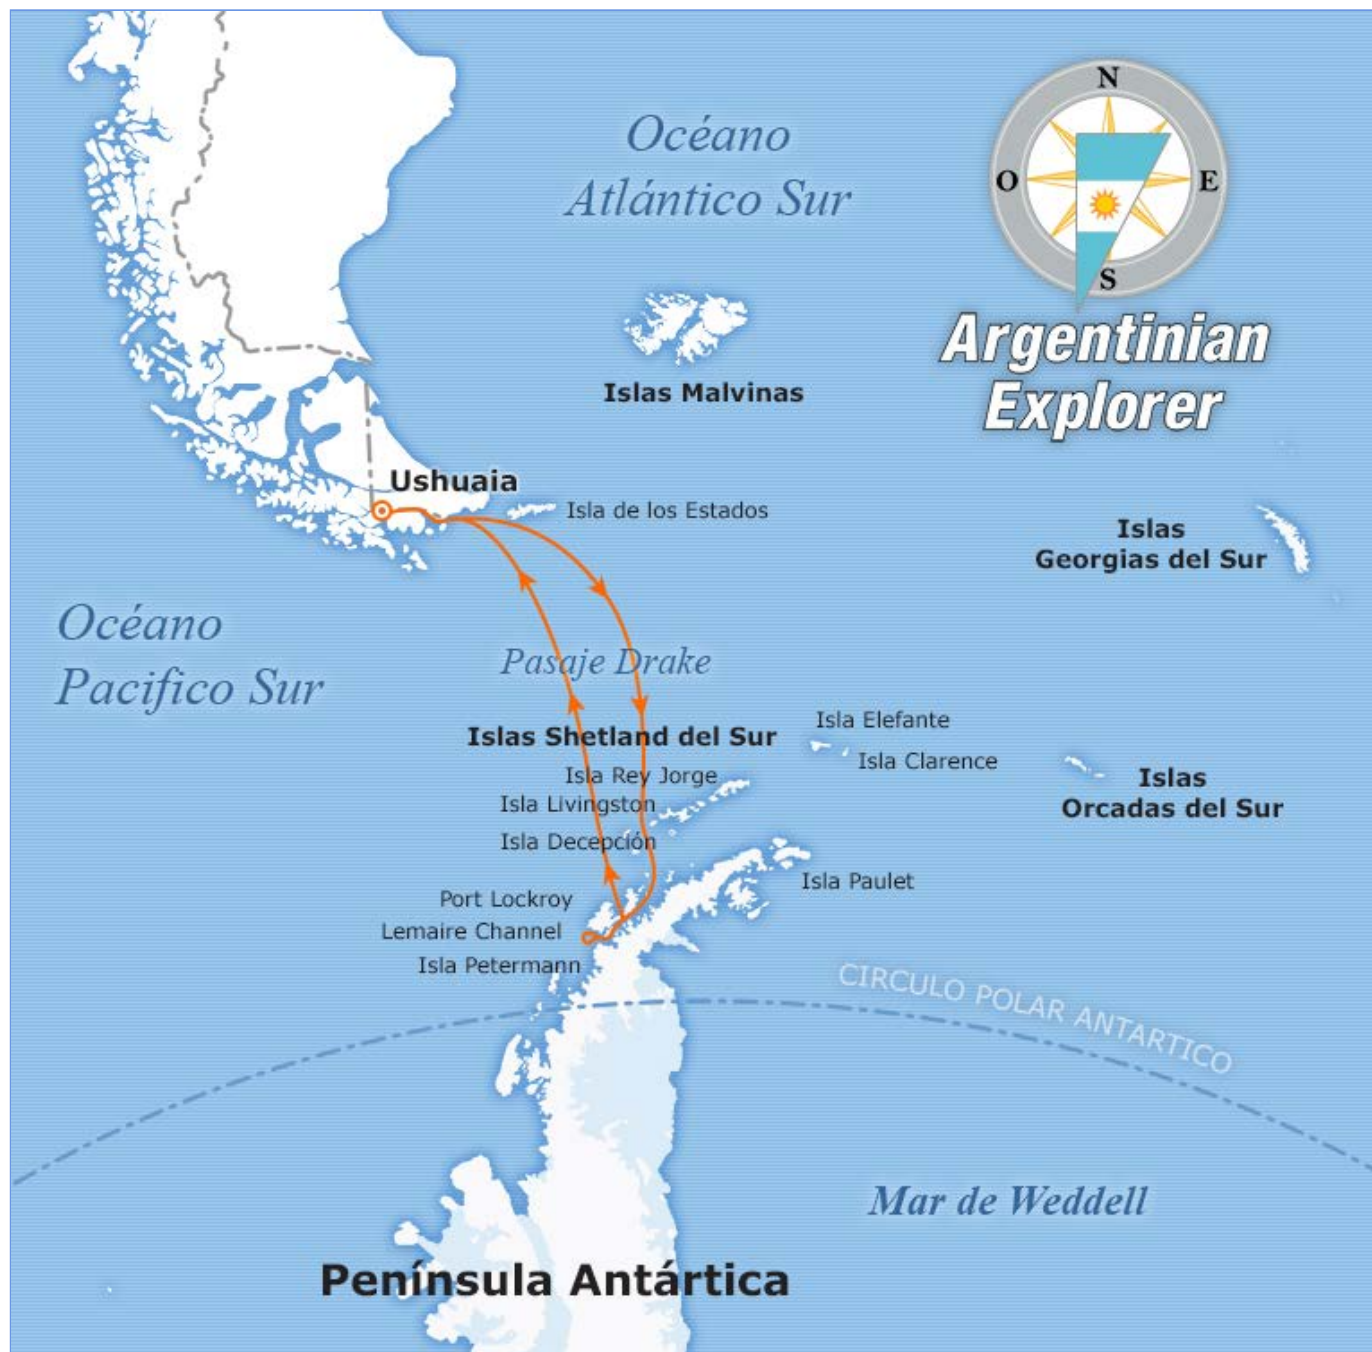 N
Océano
Atlántico Sur
O
E
S
Argentinian
Explorer
Islas Malvinas
Ushuaia
Isla de los Estados
Islas
Georgias del Sur
Océano
Pacifico Sur
Pasaje Drake
Isla Elefante
Islas Shetland del Sur
Isla Clarence
Isla Rey Jorge
Islas
Orcadas del Sur
Isla Livingston
Isla Decepción
Isla Paulet
Port Lockroy
Lemaire Channel
Isla Petermann
CIRCULO POLAR ANTARTICO
Mar de Weddell
Península Antártica